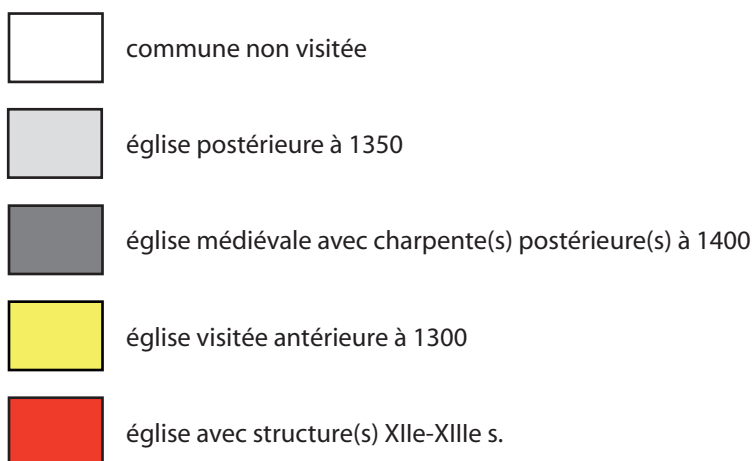 commune non visitée
église postérieure à 1350
église médiévale avec charpente(s) postérieure(s) à 1400
église visitée antérieure à 1300
église avec structure(s) XIIe-XIIIe s.